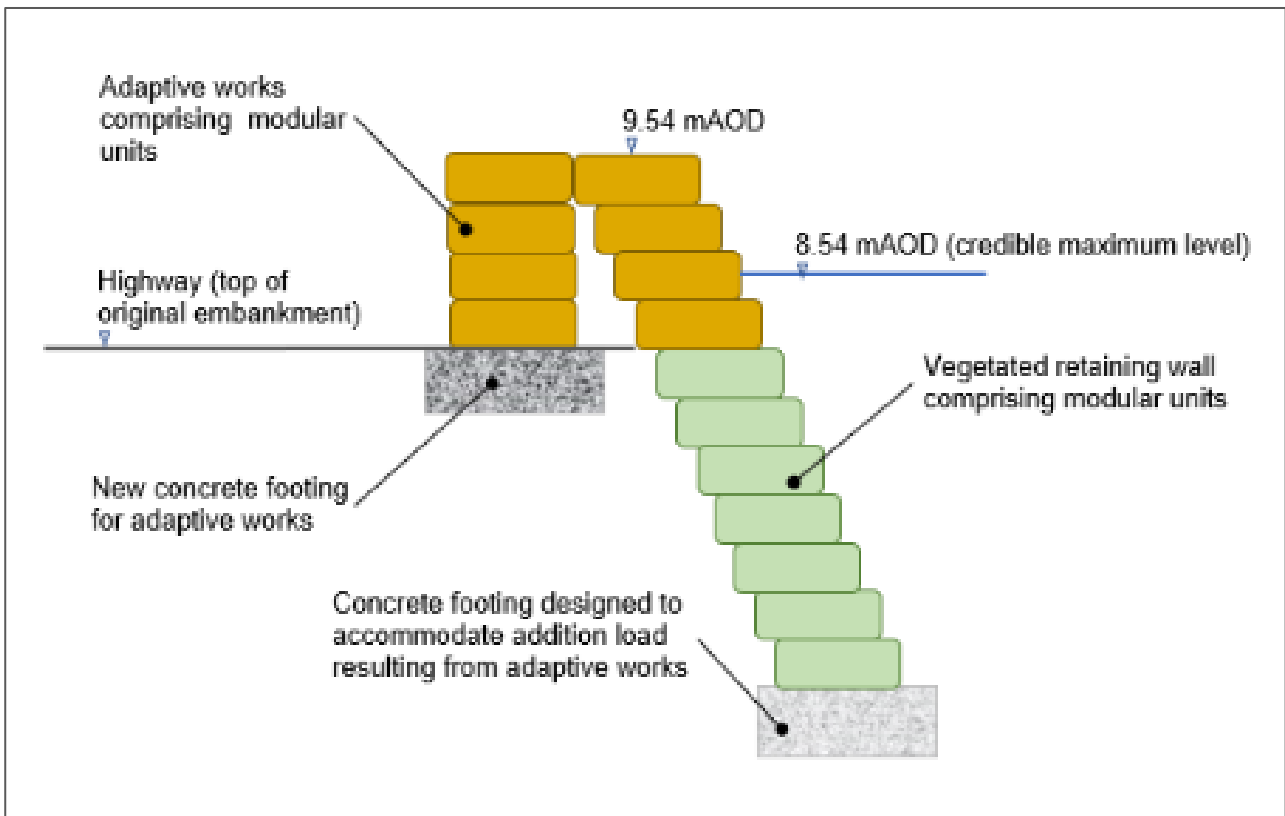 Adaptive works
comprising modular
units
9.54 mAOD
8.54 mAOD (credible maximum level)
Highway (top of
original embankment)
Vegetated retaining wall
comprising modular units
New concrete footing
for adaptive works
Concrete footing designed to
accommodate addition load
resulting from adaptive works